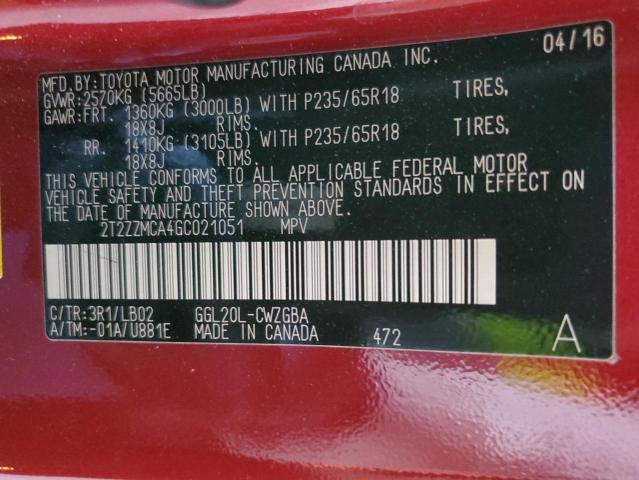 04/16
MFD.BY:TOYOTA MOTOR MANUFACTURING CANADA INC.
GVWR:2570KG (5665LB)
GAWR:FRT. 1360KG (3000LB) WITH P235/65R18 TIRES,
18X8J RIMS.
RR. 1410KG (3105LB) WITH P235/65R18 TIRES,
18X8J RIMS.
THIS VEHICLE CONFORMS TO ALL APPLICABLE FEDERAL MOTOR
VEHICLE SAFETY AND THEFT PREVENTION STANDARDS IN EFFECT ON
THE DATE OF MANUFACTURE SHOWN ABOVE.
2T2ZZMCA4GC021051 MPV
C/TR:3R1/LB02 GGL20L-CWZGBA
A/TM:-01A/U881E MADE IN CANADA 472 A